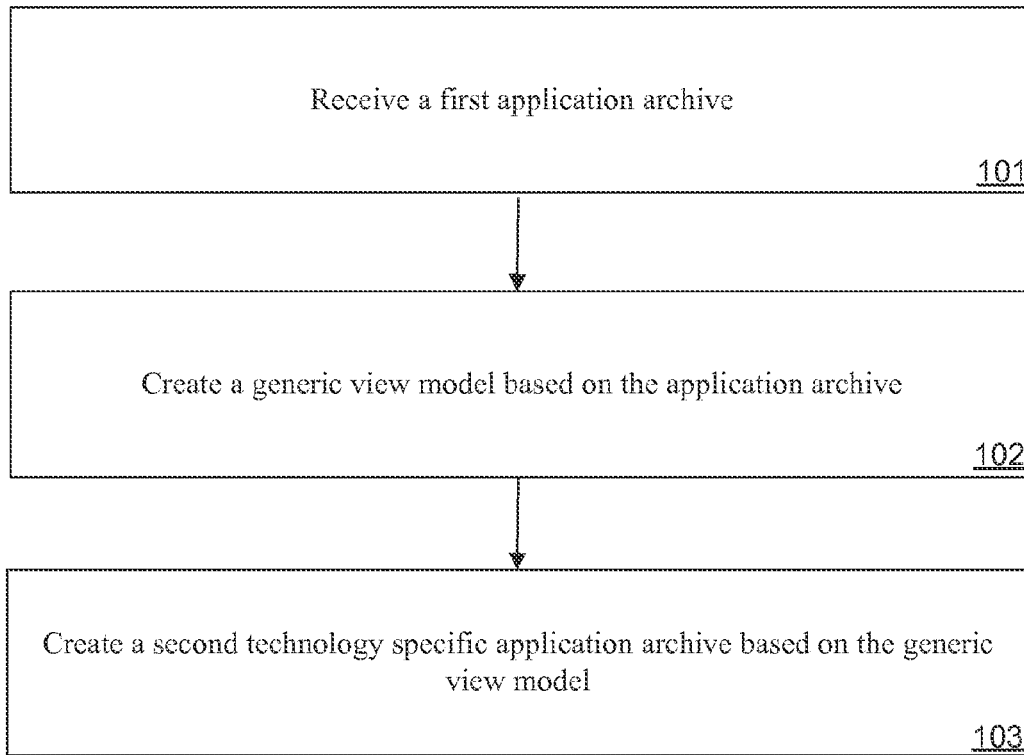 Receive a first application archive
101
Create a generic view model based on the application archive
102
Create a second technology specific application archive based on the generic
view model
103